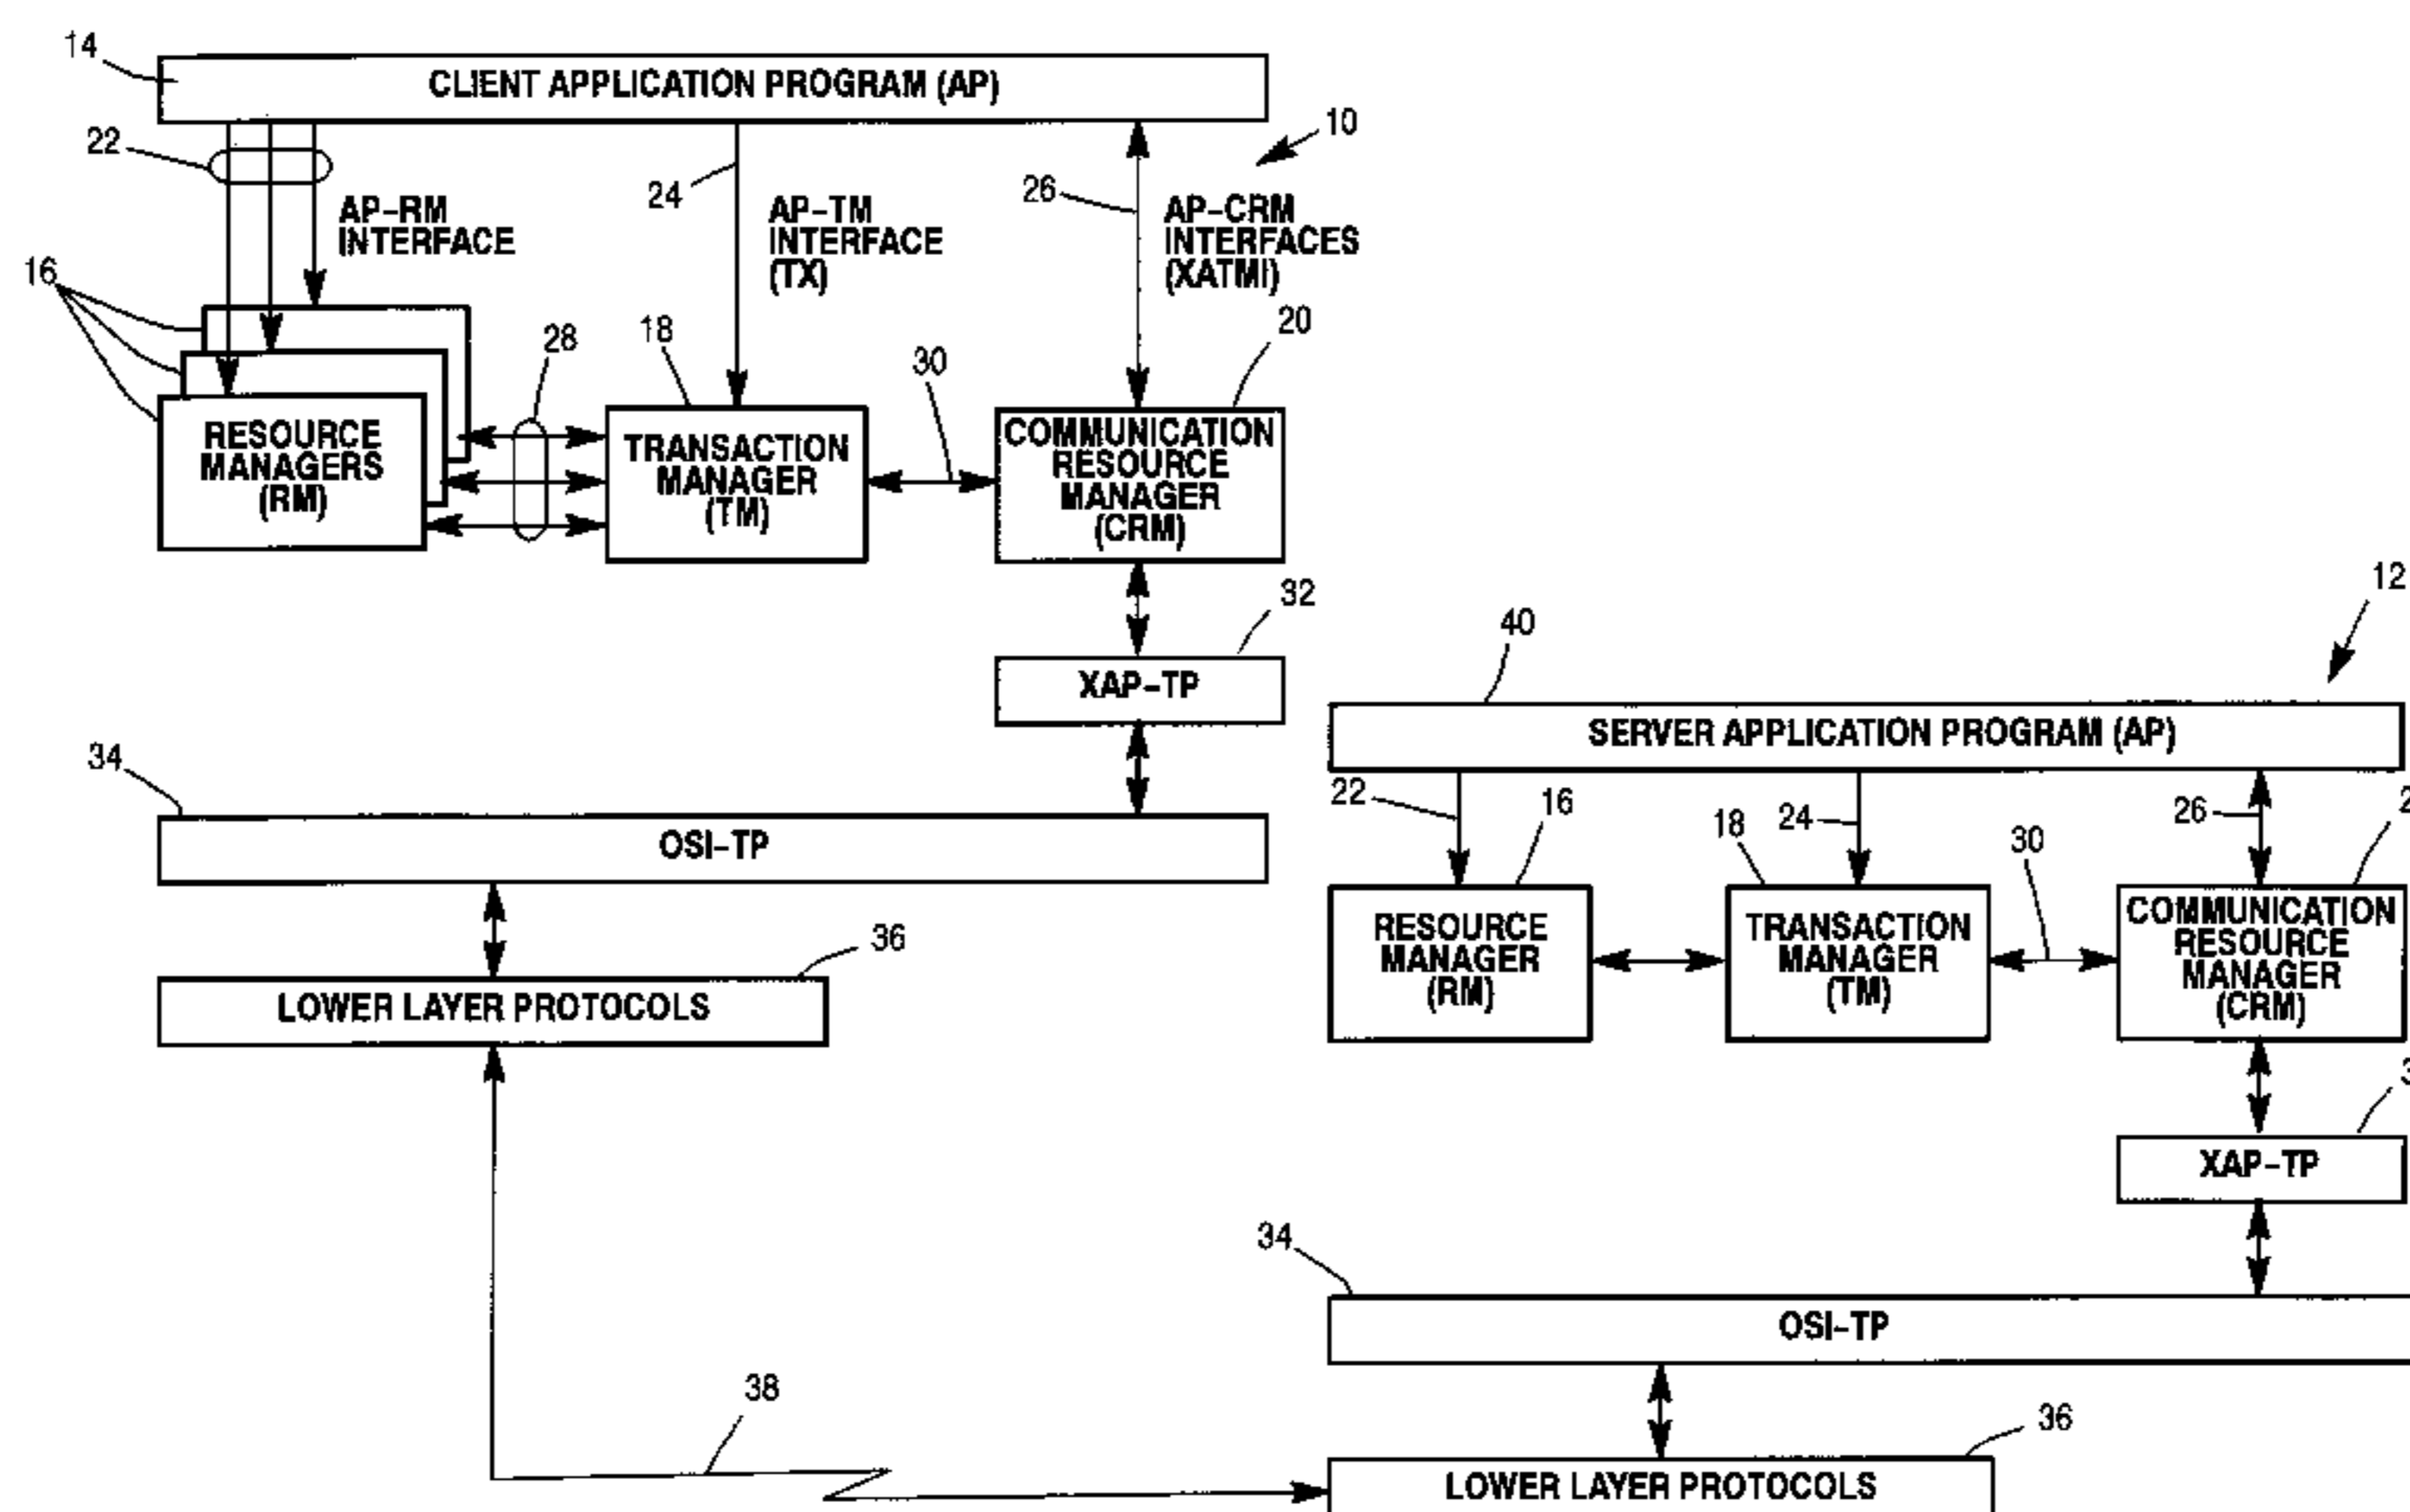 14
CLIENT APPLICATION PROGRAM (AP)
10
22
24
26
AP-RM
INTERFACE
AP-TM
INTERFACE
(TX)
AP-CRM
INTERFACES
(XATMI)
16
28
18
30
20
RESOURCE
MANAGERS
(RM)
TRANSACTION
MANAGER
(TM)
COMMUNICATION
RESOURCE
MANAGER
(CRM)
32
XAP-TP
34
OSI-TP
36
LOWER LAYER PROTOCOLS
38
12
40
SERVER APPLICATION PROGRAM (AP)
22
16
18
24
30
26
RESOURCE
MANAGER
(RM)
TRANSACTION
MANAGER
(TM)
COMMUNICATION
RESOURCE
MANAGER
(CRM)
XAP-TP
34
OSI-TP
36
LOWER LAYER PROTOCOLS